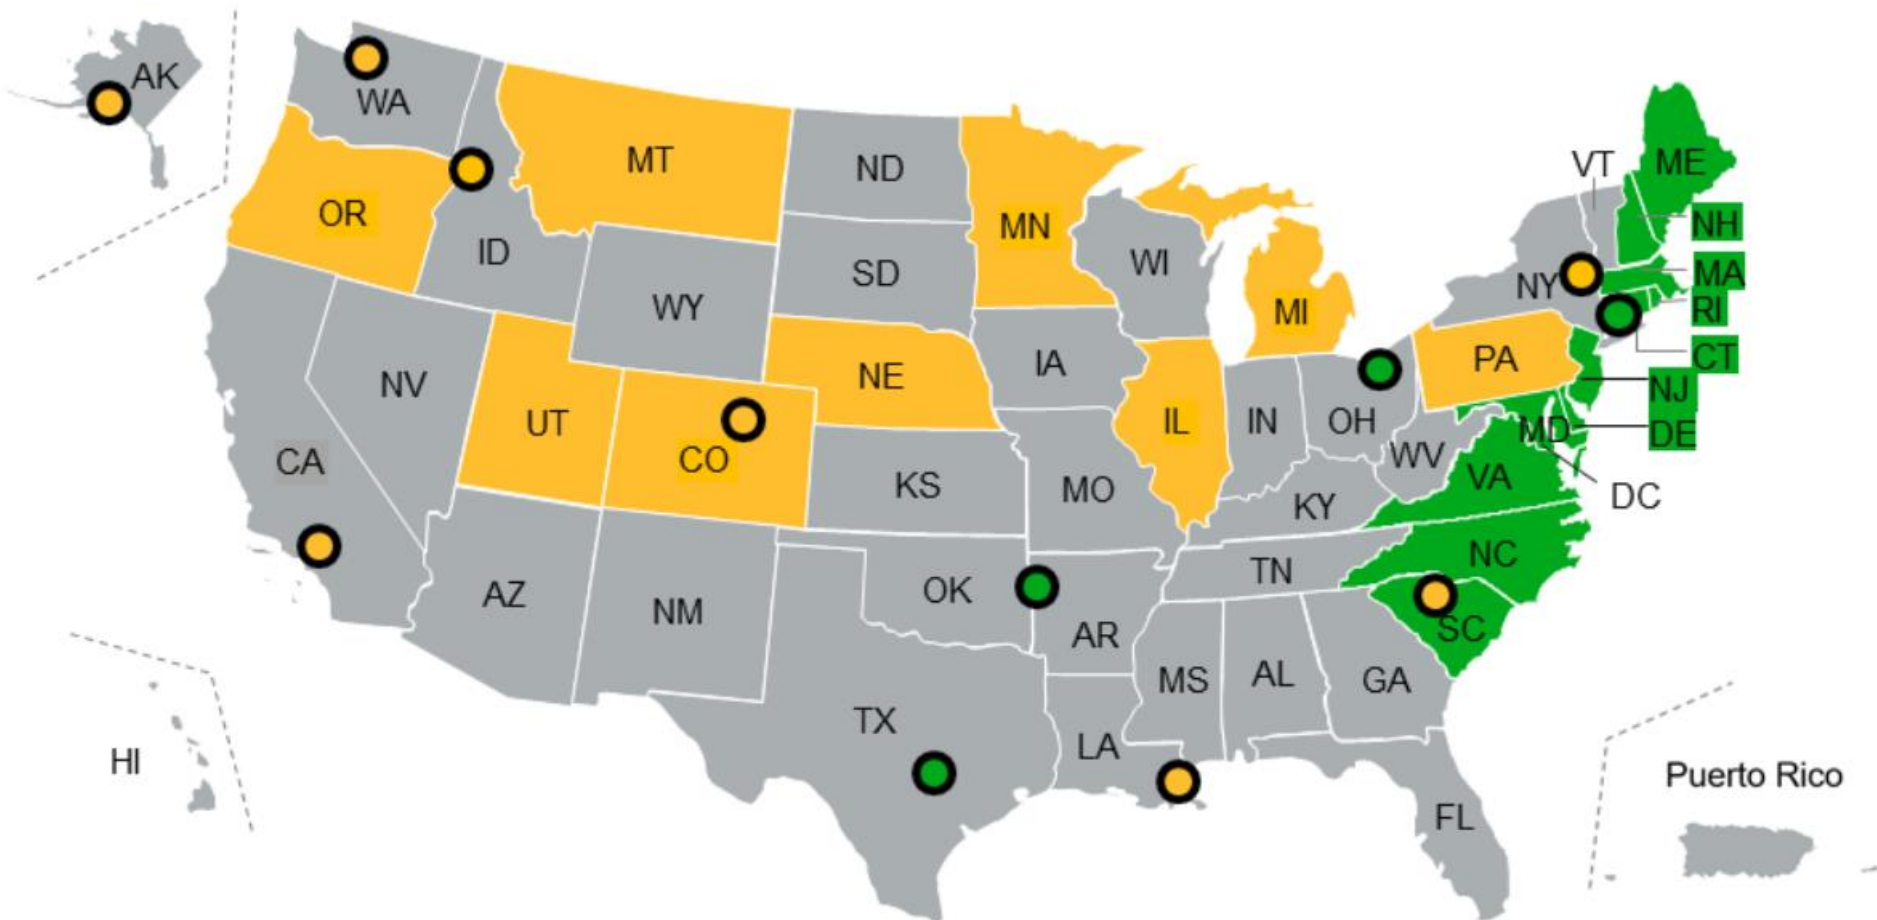 AK
WA
MT
ND
MN
VT
ME
OR
NH
ID
SD
WI
NY
MA
WY
MI
RI
CT
NV
NE
IA
PA
NJ
UT
CO
IL
IN
OH
MD
DE
CA
KS
MO
WV
VA
KY
DC
AZ
NM
OK
TN
NC
AR
SC
TX
MS
AL
GA
LA
HI
FL
Puerto Rico